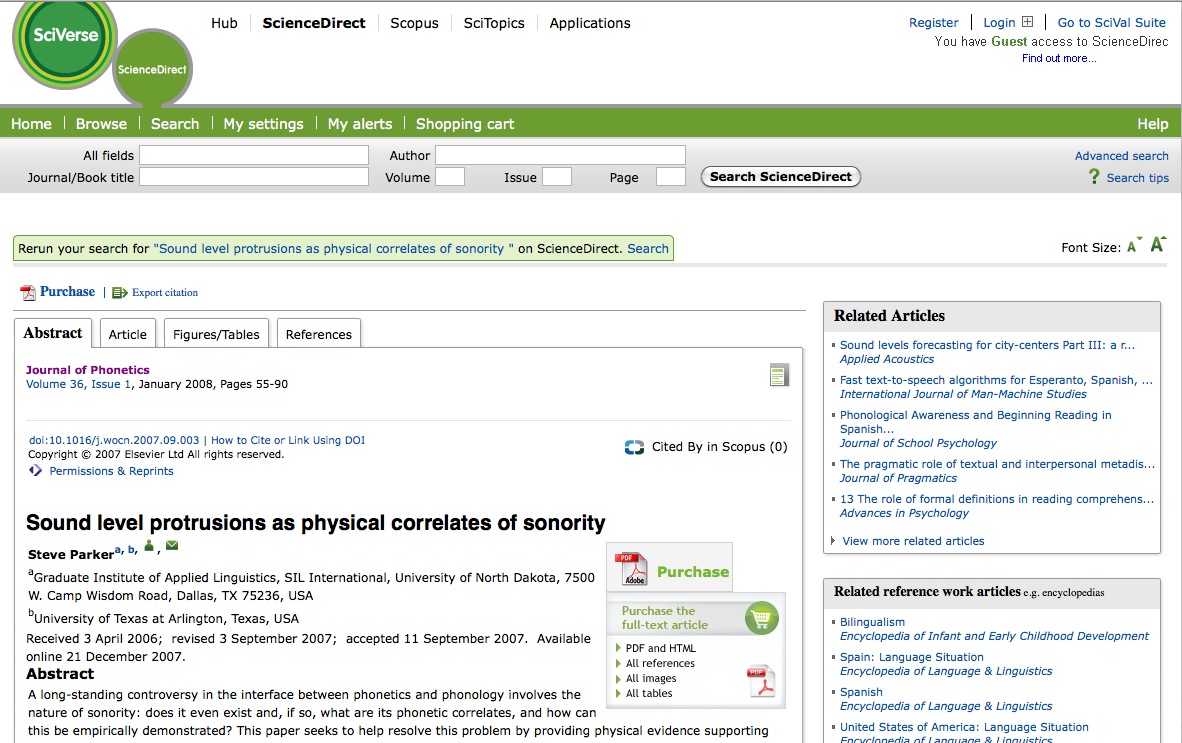 SciVerse
ScienceDirect
Hub ScienceDirect Scopus SciTopics Applications
Register Login Go to SciVal Suite
You have Guest access to ScienceDirec
Find out more...
Home Browse Search My settings My alerts Shopping cart Help
All fields Author Advanced search
Journal/Book title Volume Issue Page Search ScienceDirect ? Search tips
Rerun your search for "Sound level protrusions as physical correlates of sonority " on ScienceDirect. Search
Font Size: A A
Purchase | Export citation
Abstract Article Figures/Tables References
Journal of Phonetics
Volume 36, Issue 1, January 2008, Pages 55-90
doi:10.1016/j.wocn.2007.09.003 | How to Cite or Link Using DOI
Copyright © 2007 Elsevier Ltd All rights reserved.
Permissions & Reprints
Cited By in Scopus (0)
Sound level protrusions as physical correlates of sonority
Steve Parkera, b, ,
aGraduate Institute of Applied Linguistics, SIL International, University of North Dakota, 7500
W. Camp Wisdom Road, Dallas, TX 75236, USA
bUniversity of Texas at Arlington, Texas, USA
Received 3 April 2006; revised 3 September 2007; accepted 11 September 2007. Available
online 21 December 2007.
Abstract
A long-standing controversy in the interface between phonetics and phonology involves the
nature of sonority: does it even exist and, if so, what are its phonetic correlates, and how can
this be empirically demonstrated? This paper seeks to help resolve this problem by providing physical evidence supporting
PDF
Adobe
Purchase
Purchase the
full-text article
PDF and HTML
All references
All images
All tables
PDF
Related Articles
Sound levels forecasting for city-centers Part III: a r...
Applied Acoustics
Fast text-to-speech algorithms for Esperanto, Spanish, ...
International Journal of Man-Machine Studies
Phonological Awareness and Beginning Reading in
Spanish...
Journal of School Psychology
The pragmatic role of textual and interpersonal metadis...
Journal of Pragmatics
13 The role of formal definitions in reading comprehens...
Advances in Psychology
View more related articles
Related reference work articles e.g. encyclopedias
Bilingualism
Encyclopedia of Infant and Early Childhood Development
Spain: Language Situation
Encyclopedia of Language & Linguistics
Spanish
Encyclopedia of Language & Linguistics
United States of America: Language Situation
Encyclopedia of Language & Linguistics